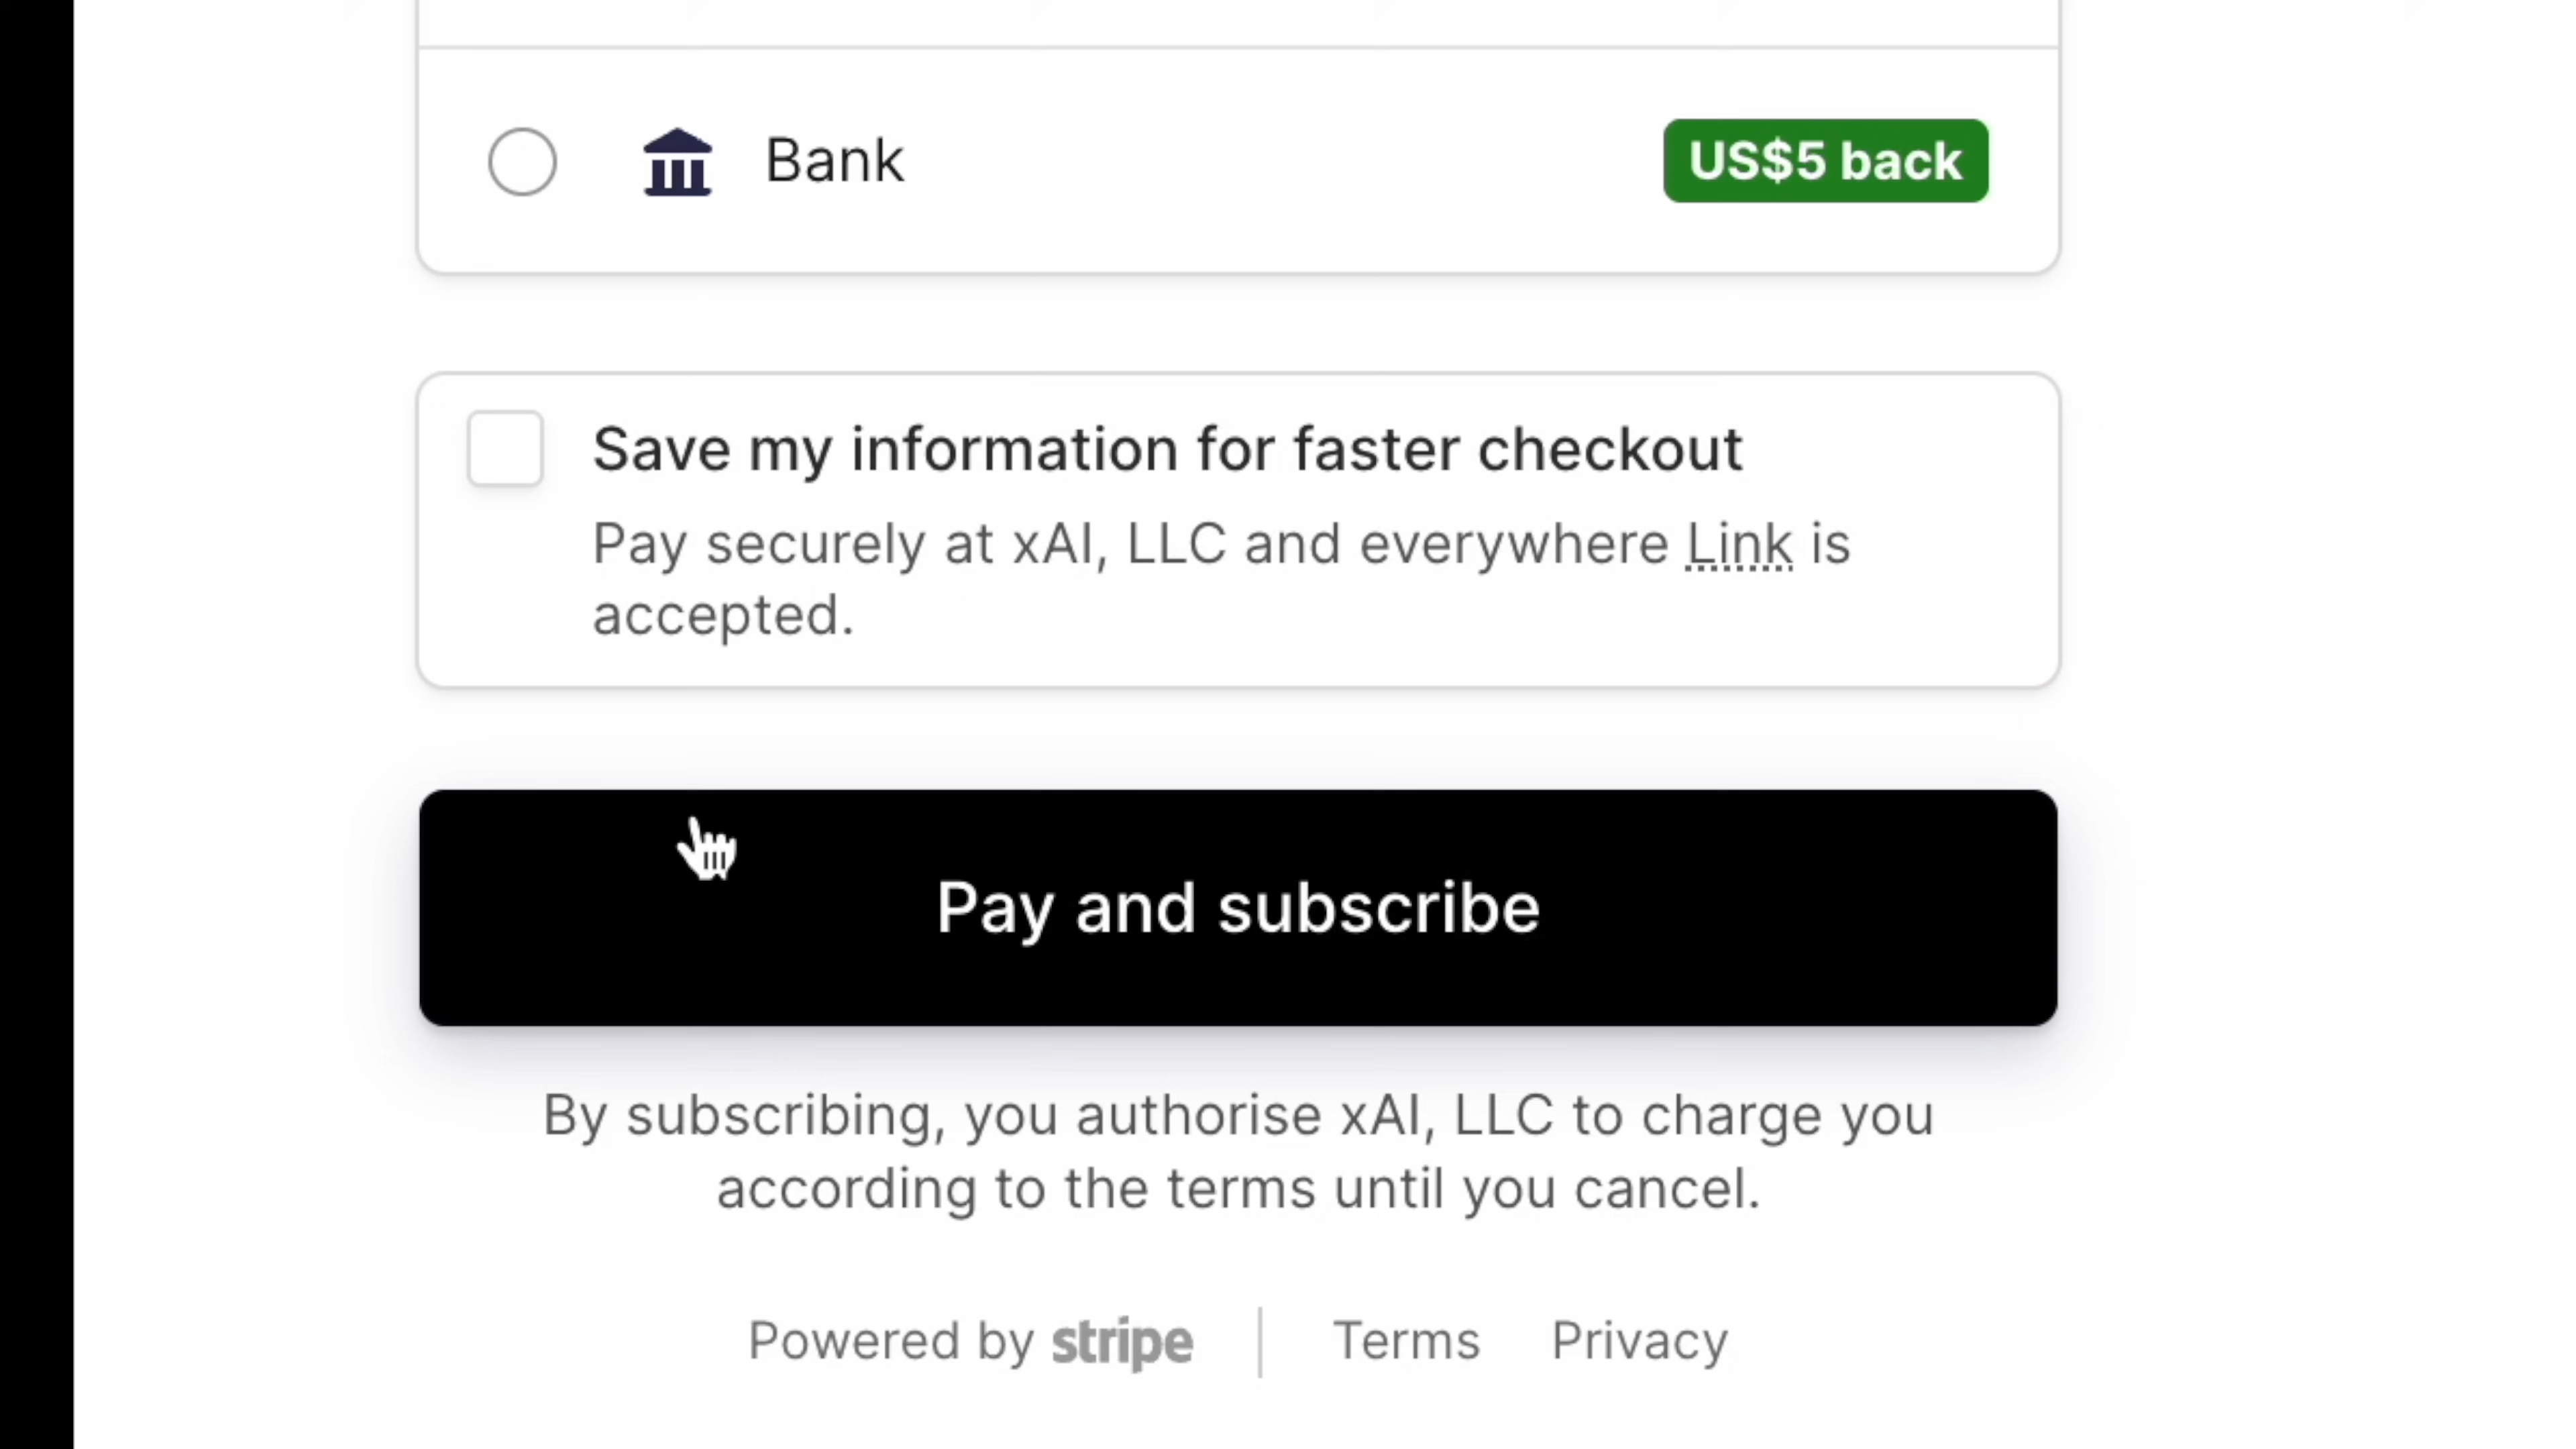 Bank
US$5 back
Save my information for faster checkout
Pay securely at xAI, LLC and everywhere Link is
accepted.
Pay and subscribe
By subscribing, you authorise xAI, LLC to charge you
according to the terms until you cancel.
Powered by stripe
Terms
Privacy